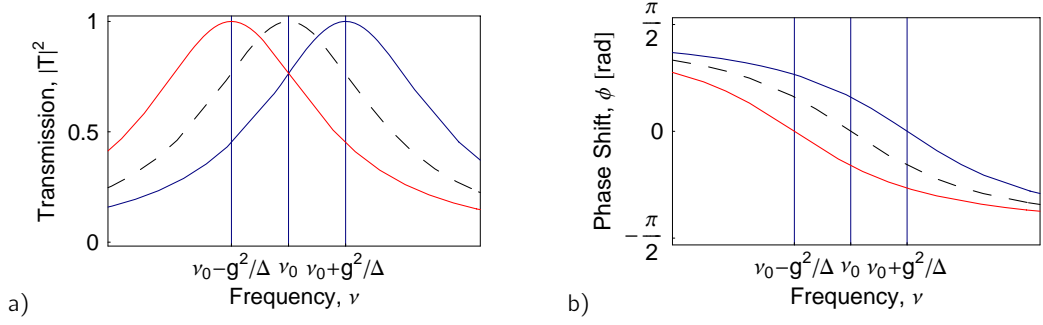 Transmission, |T|²
1
0.5
0
ν₀−g²/Δ ν₀ ν₀+g²/Δ
Frequency, ν
a)
Phase Shift, ϕ [rad]
π/2
0
−π/2
ν₀−g²/Δ ν₀ ν₀+g²/Δ
Frequency, ν
b)